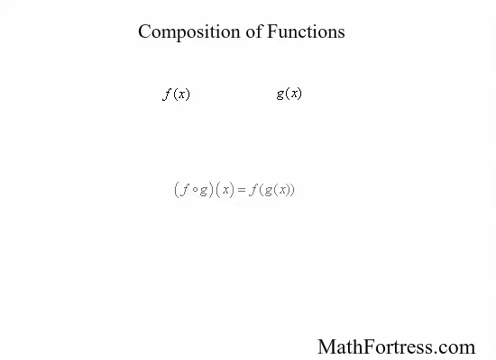 Composition of Functions
f(x) g(x)
(f∘g)(x)=f(g(x))
MathFortress.com